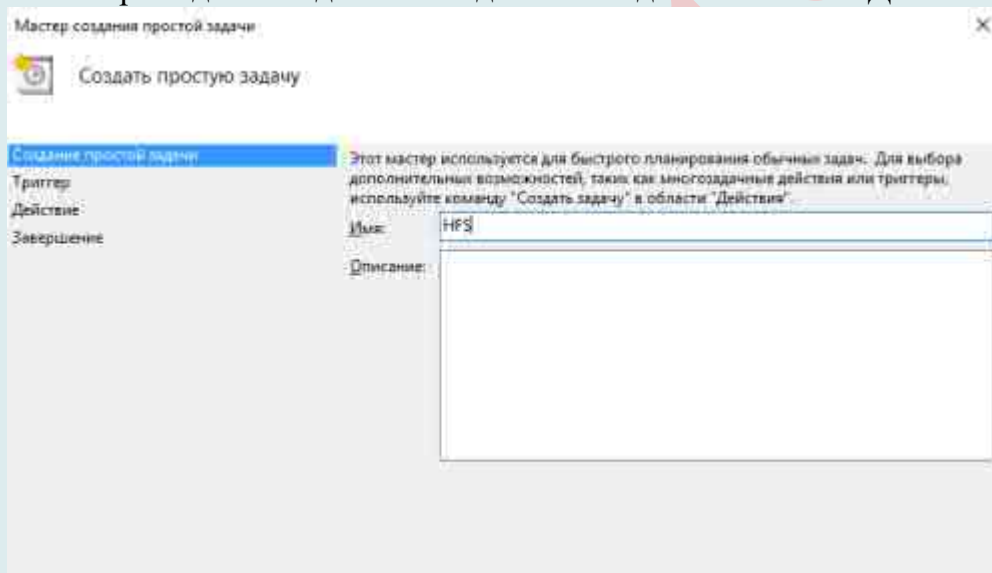 Мастер создания простой задачи
Создать простую задачу
Создание простой задачи
Триггер
Действие
Завершение
Этот мастер используется для быстрого планирования обычных задач. Для выбора
дополнительных возможностей, таких как многозадачные действия или триггеры,
используйте команду "Создать задачу" в области "Действия".
Имя:
HFS
Описание: